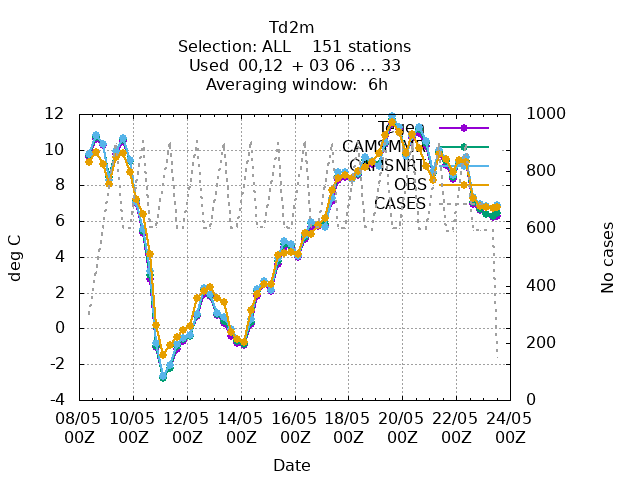 Td2m
Selection: ALL    151 stations
Used  00,12  + 03 06 ... 33
Averaging window:  6h
12
10
8
6
4
2
0
-2
-4
deg C
1000
800
600
400
200
0
No cases
CAMSNRT
OBS
CASES
08/05 10/05 12/05 14/05 16/05 18/05 20/05 22/05 24/05
00Z 00Z 00Z 00Z 00Z 00Z 00Z 00Z 00Z
Date